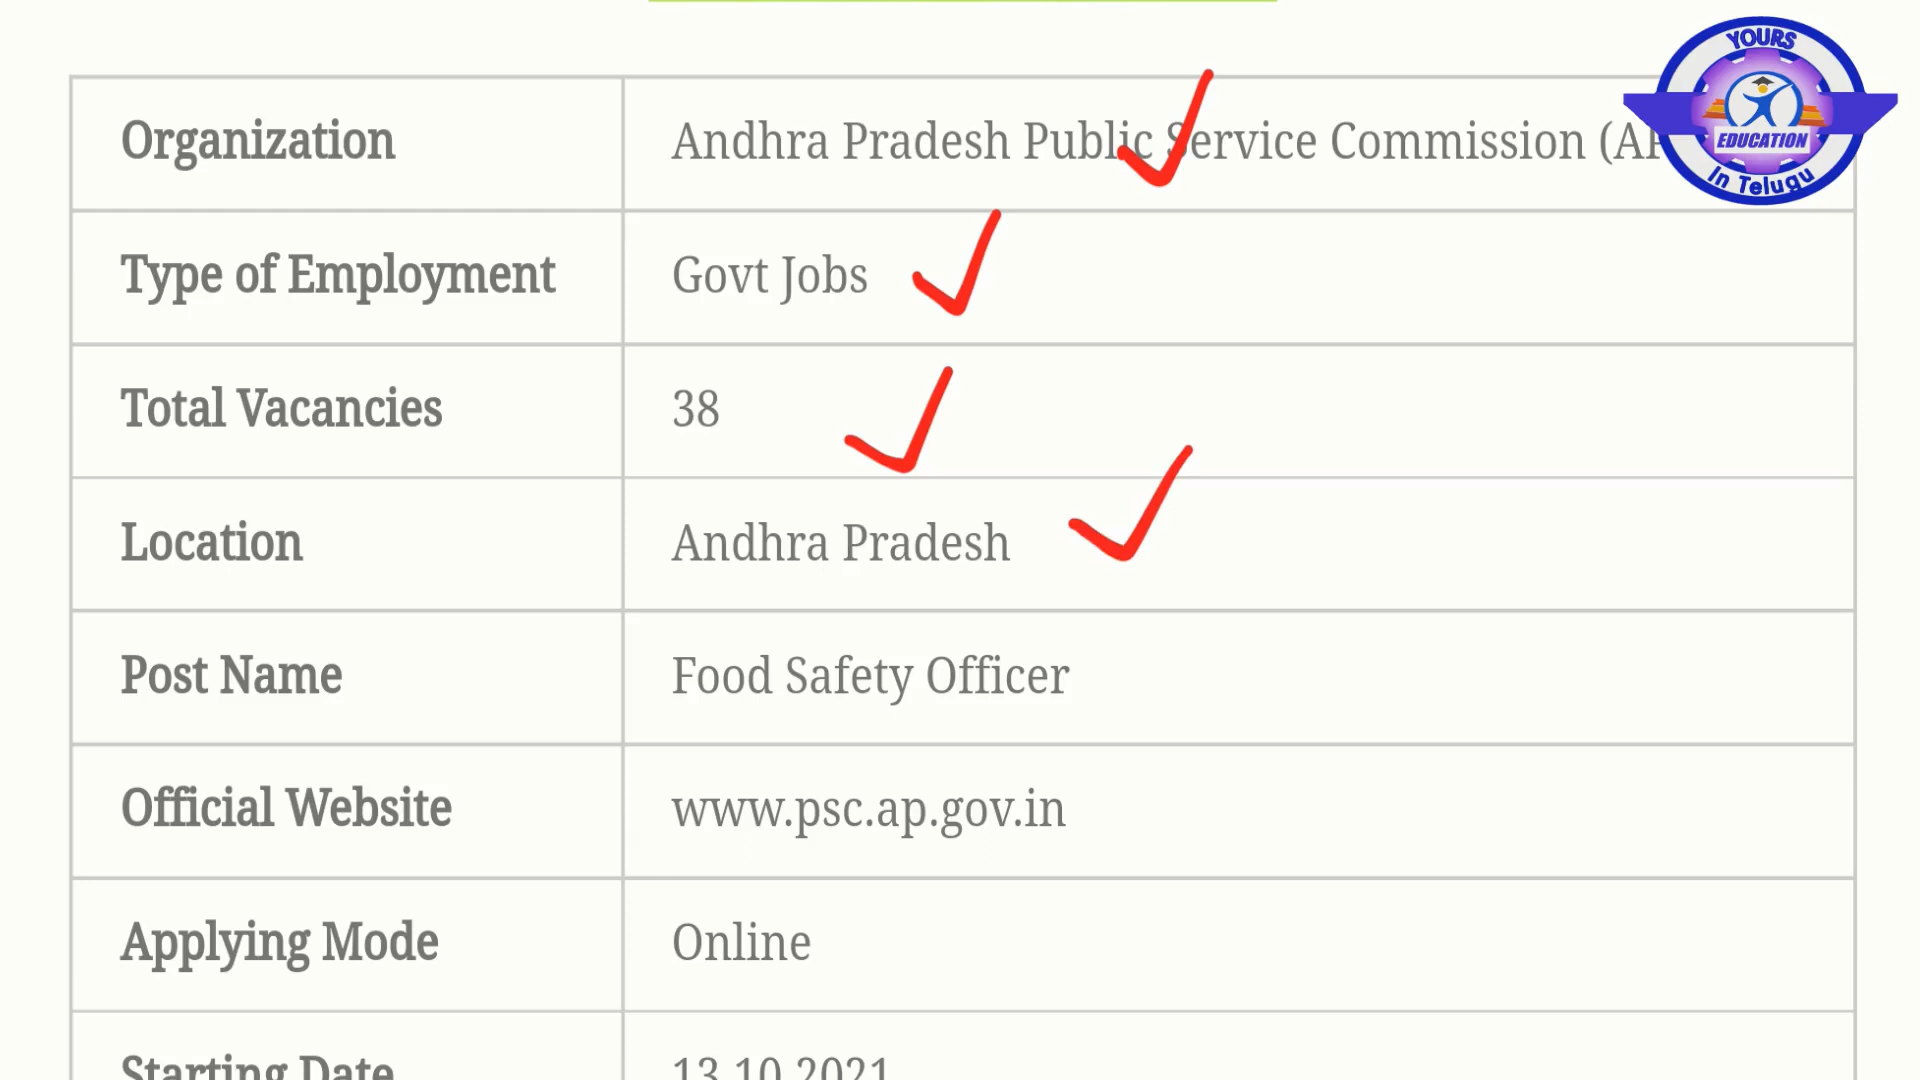 Organization Andhra Pradesh Public Service Commission
Type of Employment Govt Jobs
Total Vacancies 38
Location Andhra Pradesh
Post Name Food Safety Officer
Official Website www.psc.ap.gov.in
Applying Mode Online
Starting Date 13.10.2021
YOURS
EDUCATION
In Telugu